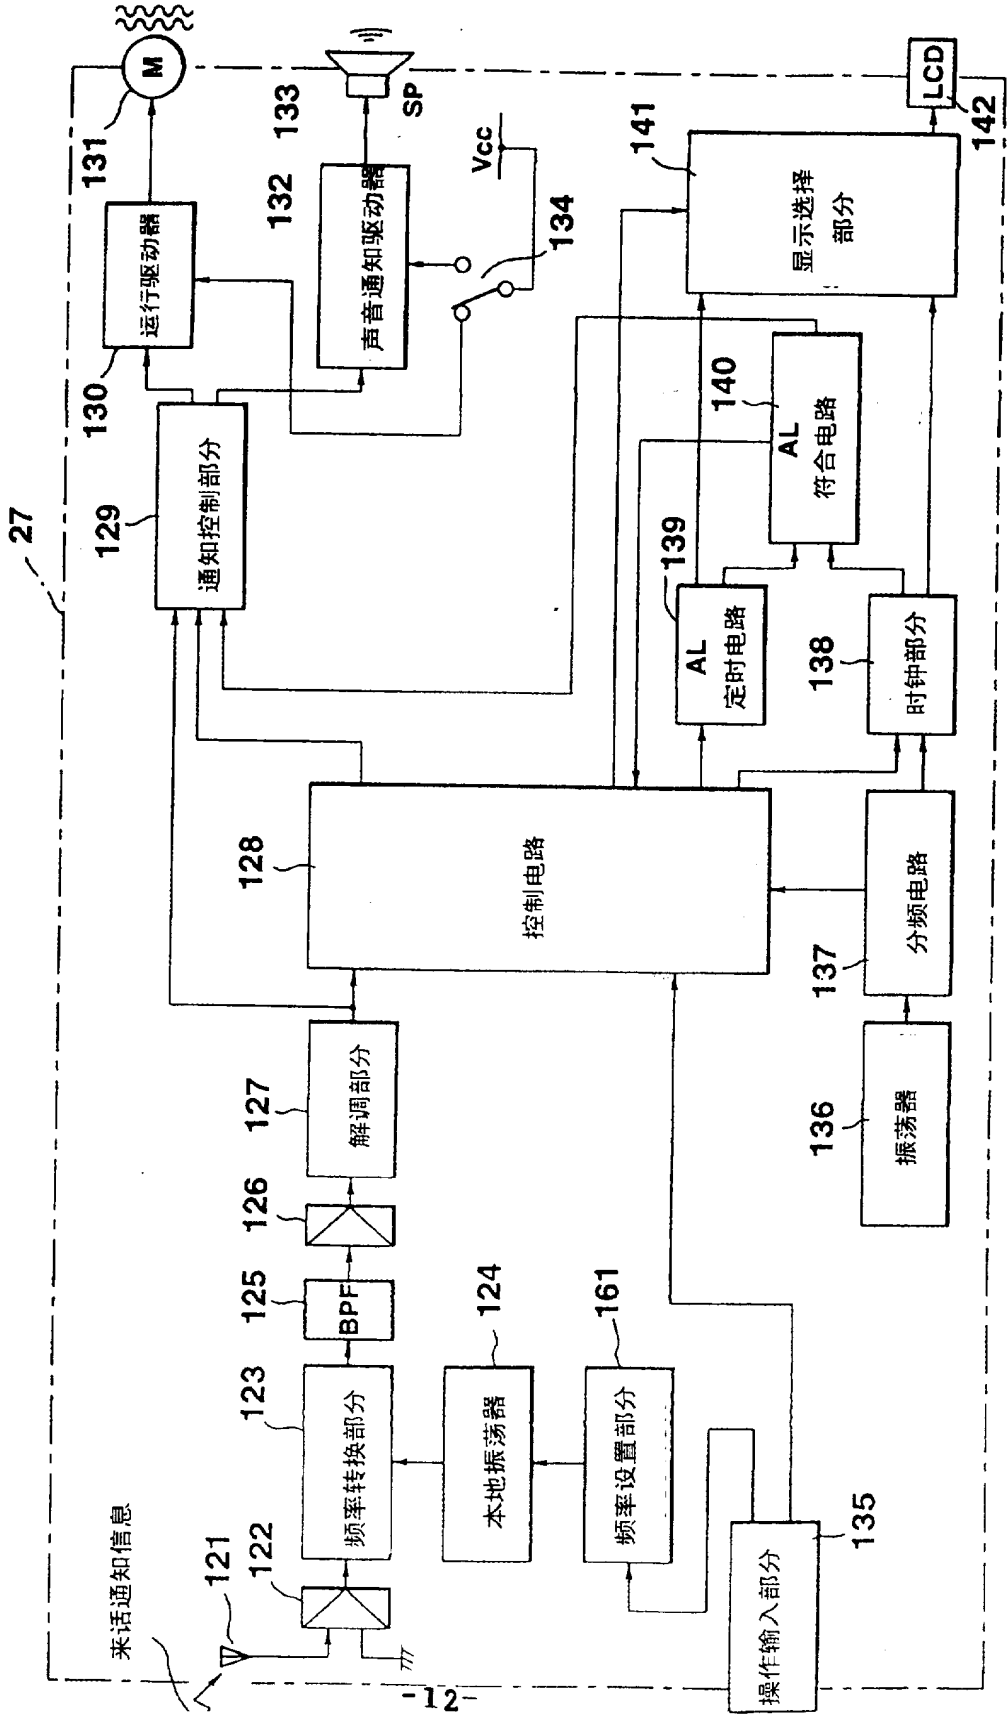 27
131
M
133
SP
130
运行驱动器
132
声音通知驱动器
Vcc
134
129
通知控制部分
141
显示选择
部分
LCD
142
140
AL
符合电路
139
AL
定时电路
138
时钟部分
128
控制电路
137
分频电路
136
振荡器
127
解调部分
126
125
BPF
123
频率转换部分
124
本地振荡器
161
频率设置部分
135
操作输入部分
122
121
来话通知信息
-12-